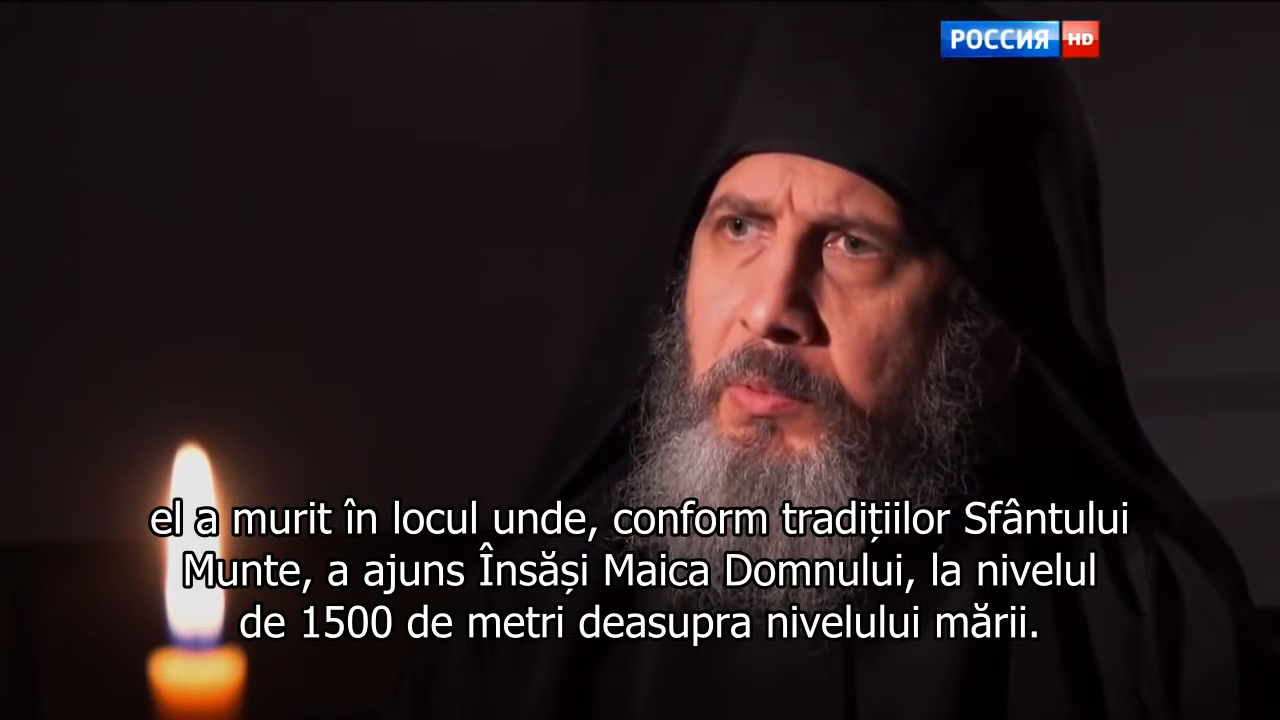 РОССИЯ HD
el a murit în locul unde, conform tradițiilor Sfântului
Munte, a ajuns Însăși Maica Domnului, la nivelul
de 1500 de metri deasupra nivelului mării.